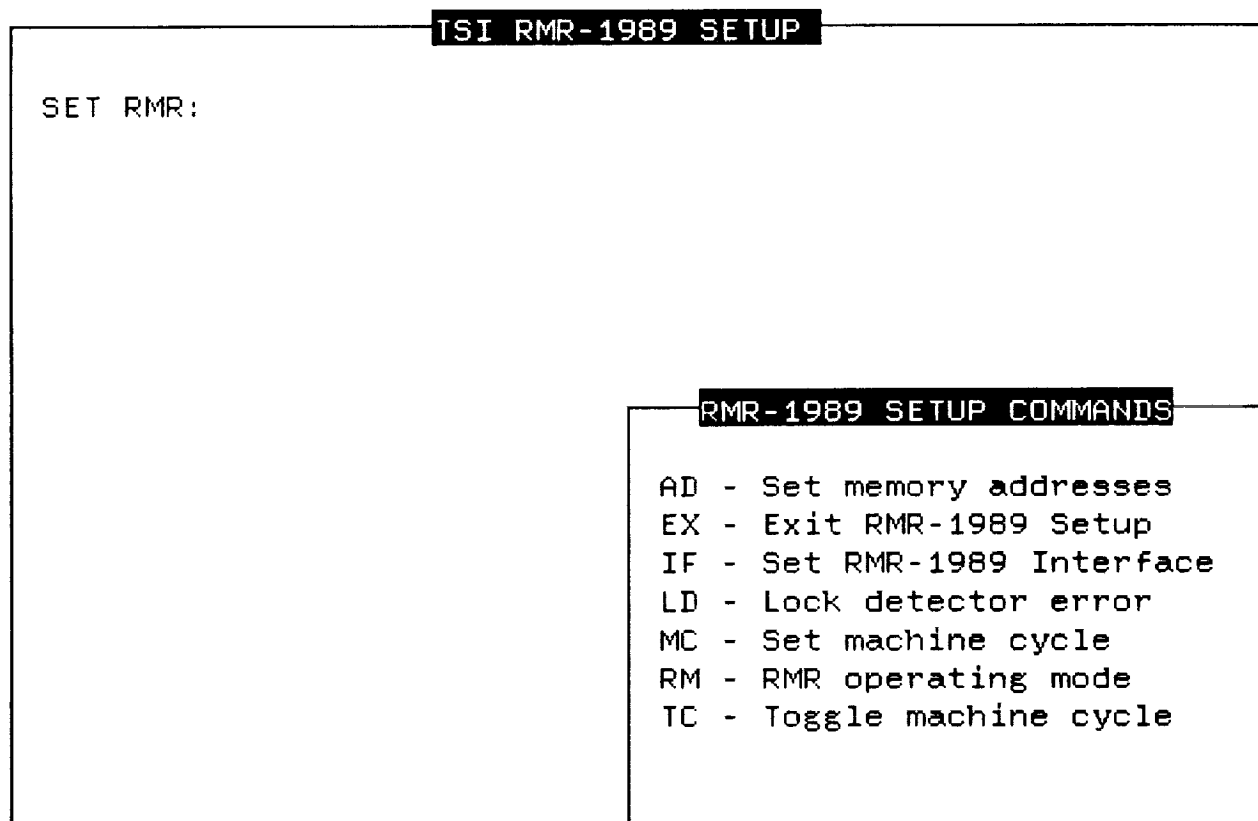 TSI RMR-1989 SETUP
SET RMR:
RMR-1989 SETUP COMMANDS
AD - Set memory addresses
EX - Exit RMR-1989 Setup
IF - Set RMR-1989 Interface
LD - Lock detector error
MC - Set machine cycle
RM - RMR operating mode
TC - Toggle machine cycle